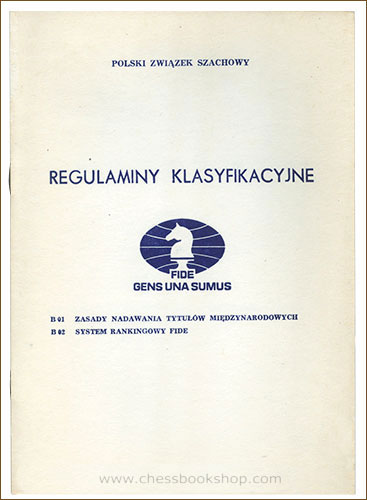 POLSKI ZWIĄZEK SZACHOWY
REGULAMINY KLASYFIKACYJNE
FIDE
GENS UNA SUMUS
B 01 ZASADY NADAWANIA TYTUŁÓW MIĘDZYNARODOWYCH
B 02 SYSTEM RANKINGOWY FIDE
www.chessbookshop.com